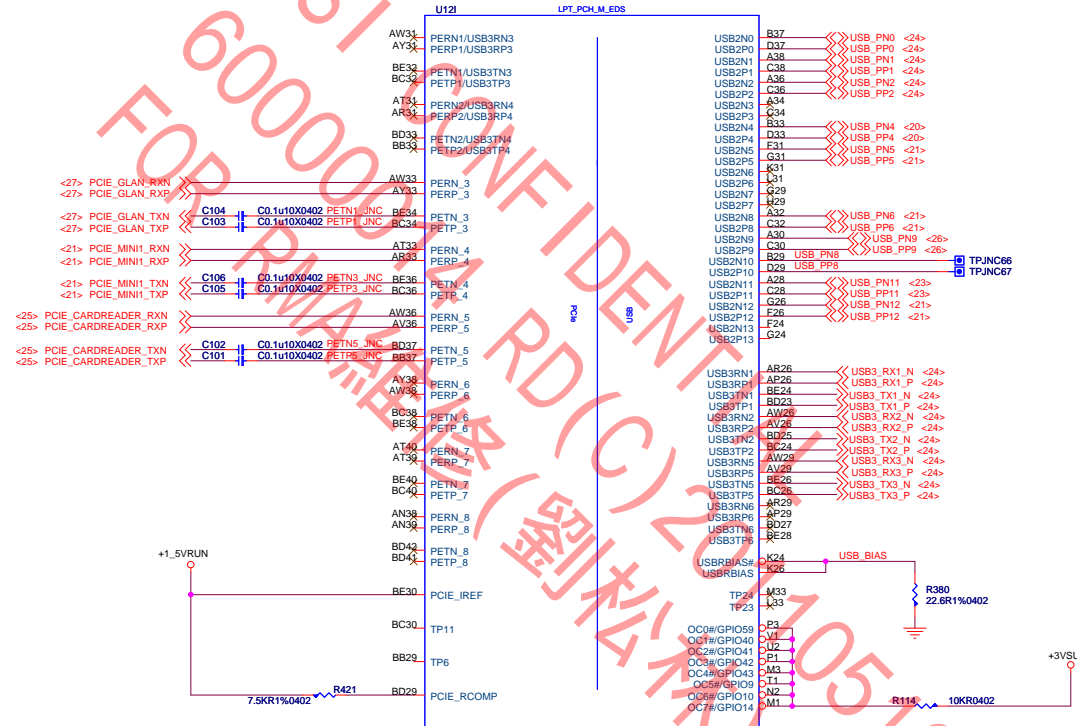 U12I LPT_PCH_M_EDS
AW31 PERN1/USB3RN3
AY31 PERP1/USB3RP3
BE32 PETN1/USB3TN3
BC32 PETP1/USB3TP3
AT31 PERN2/USB3RN4
AR31 PERP2/USB3RP4
BD33 PETN2/USB3TN4
BB33 PETP2/USB3TP4
<27> PCIE_GLAN_RXN AW33 PERN_3
<27> PCIE_GLAN_RXP AY33 PERP_3
<27> PCIE_GLAN_TXN C104 C0.1u10X0402 PETN1_JNC BE34 PETN_3
<27> PCIE_GLAN_TXP C103 C0.1u10X0402 PETP1_JNC BC34 PETP_3
<21> PCIE_MINI1_RXN AT33 PERN_4
<21> PCIE_MINI1_RXP AR33 PERP_4
<21> PCIE_MINI1_TXN C106 C0.1u10X0402 PETN3_JNC BE36 PETN_4
<21> PCIE_MINI1_TXP C105 C0.1u10X0402 PETP3_JNC BC36 PETP_4
<25> PCIE_CARDREADER_RXN AW36 PERN_5
<25> PCIE_CARDREADER_RXP AV36 PERP_5
<25> PCIE_CARDREADER_TXN C102 C0.1u10X0402 PETN5_JNC BD37 PETN_5
<25> PCIE_CARDREADER_TXP C101 C0.1u10X0402 PETP5_JNC BB37 PETP_5
AY38 PERN_6
AW38 PERP_6
BC38 PETN_6
BE38 PETP_6
AT40 PERN_7
AT39 PERP_7
BE40 PETN_7
BC40 PETP_7
AN38 PERN_8
AN39 PERP_8
BD42 PETN_8
BD41 PETP_8
+1_5VRUN
BE30 PCIE_IREF
BC30 TP11
BB29 TP6
7.5KR1%0402 R421 BD29 PCIE_RCOMP
PCIe
USB
USB2N0 B37 USB_PN0 <24>
USB2P0 D37 USB_PP0 <24>
USB2N1 A38 USB_PN1 <24>
USB2P1 C38 USB_PP1 <24>
USB2N2 A36 USB_PN2 <24>
USB2P2 C36 USB_PP2 <24>
USB2N3 A34
USB2P3 C34
USB2N4 B33 USB_PN4 <20>
USB2P4 D33 USB_PP4 <20>
USB2N5 F31 USB_PN5 <21>
USB2P5 G31 USB_PP5 <21>
USB2N6 K31
USB2P6 L31
USB2N7 G29
USB2P7 H29
USB2N8 A32 USB_PN6 <21>
USB2P8 C32 USB_PP6 <21>
USB2N9 A30 USB_PN9 <26>
USB2P9 C30 USB_PP9 <26>
USB2N10 B29 USB_PN8 TPJNC66
USB2P10 D29 USB_PP8 TPJNC67
USB2N11 A28 USB_PN11 <23>
USB2P11 C28 USB_PP11 <23>
USB2N12 G26 USB_PN12 <21>
USB2P12 F26 USB_PP12 <21>
USB2N13 F24
USB2P13 G24
USB3RN1 AR26 USB3_RX1_N <24>
USB3RP1 AP26 USB3_RX1_P <24>
USB3TN1 BE24 USB3_TX1_N <24>
USB3TP1 BD23 USB3_TX1_P <24>
USB3RN2 AW26 USB3_RX2_N <24>
USB3RP2 AV26 USB3_RX2_P <24>
USB3TN2 BD25 USB3_TX2_N <24>
USB3TP2 BC24 USB3_TX2_P <24>
USB3RN5 AW29 USB3_RX3_N <24>
USB3RP5 AV29 USB3_RX3_P <24>
USB3TN5 BE26 USB3_TX3_N <24>
USB3TP5 BC26 USB3_TX3_P <24>
USB3RN6 AR29
USB3RP6 AP29
USB3TN6 BD27
USB3TP6 BE28
USBRBIAS# K24 USB_BIAS
USBRBIAS K26
R380
22.6R1%0402
TP24 M33
TP23 L33
OC0#/GPIO59 P3
OC1#/GPIO40 V1
OC2#/GPIO41 U2
OC3#/GPIO42 P1
OC4#/GPIO43 M3
OC5#/GPIO9 T1
OC6#/GPIO10 N2
OC7#/GPIO14 M1
R114 10KR0402
CONFIDENTIAL
RD(C)
FOR RMA維修(劉松林